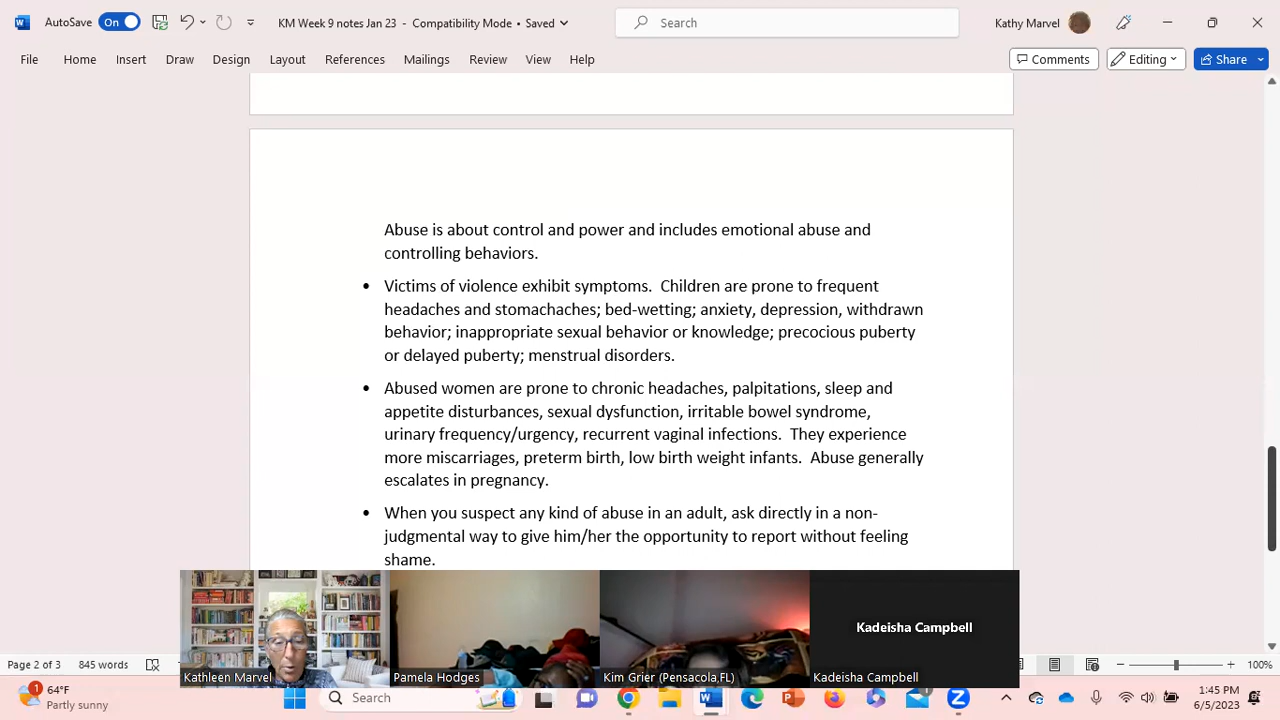 AutoSave On KM Week 9 notes Jan 23 - Compatibility Mode • Saved Search Kathy Marvel
File Home Insert Draw Design Layout References Mailings Review View Help Comments Editing Share
Abuse is about control and power and includes emotional abuse and
controlling behaviors.
• Victims of violence exhibit symptoms. Children are prone to frequent
headaches and stomachaches; bed-wetting; anxiety, depression, withdrawn
behavior; inappropriate sexual behavior or knowledge; precocious puberty
or delayed puberty; menstrual disorders.
• Abused women are prone to chronic headaches, palpitations, sleep and
appetite disturbances, sexual dysfunction, irritable bowel syndrome,
urinary frequency/urgency, recurrent vaginal infections. They experience
more miscarriages, preterm birth, low birth weight infants. Abuse generally
escalates in pregnancy.
• When you suspect any kind of abuse in an adult, ask directly in a non-
judgmental way to give him/her the opportunity to report without feeling
shame.
Kadeisha Campbell
Kathleen Marvel Pamela Hodges Kim Grier (Pensacola,FL) Kadeisha Campbell
Page 2 of 3 845 words 100%
1 64°F
Partly sunny
Search
1:45 PM
6/5/2023